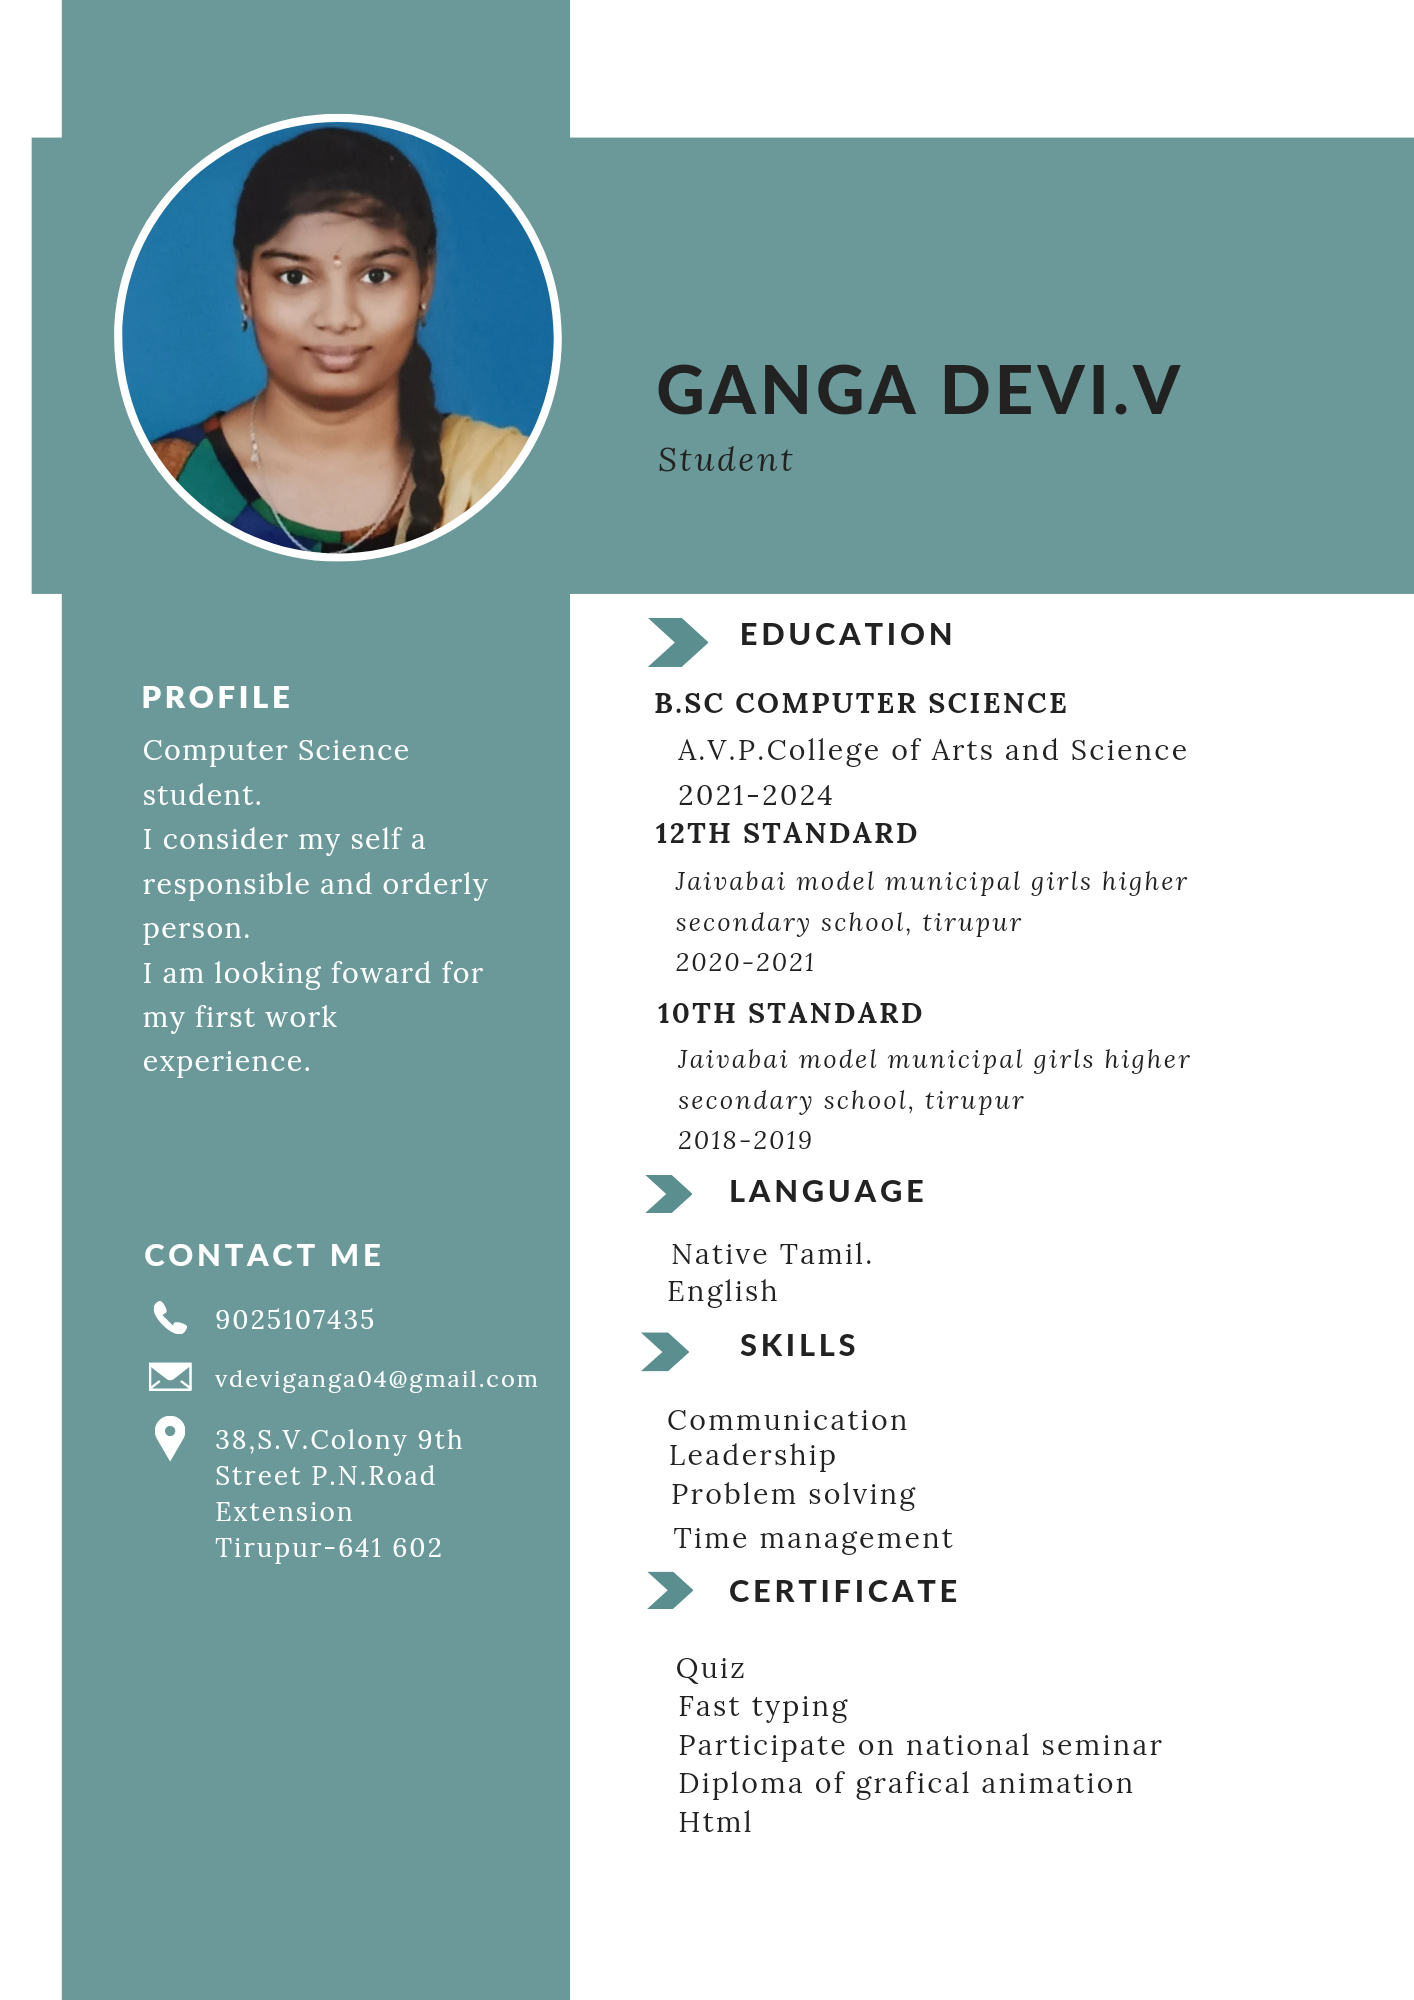 GANGA DEVI.V
Student
PROFILE
Computer Science
student.
I consider my self a
responsible and orderly
person.
I am looking foward for
my first work
experience.
CONTACT ME
9025107435
vdeviganga04@gmail.com
38,S.V.Colony 9th
Street P.N.Road
Extension
Tirupur-641 602
EDUCATION
B.SC COMPUTER SCIENCE
A.V.P.College of Arts and Science
2021-2024
12TH STANDARD
Jaivabai model municipal girls higher
secondary school, tirupur
2020-2021
10TH STANDARD
Jaivabai model municipal girls higher
secondary school, tirupur
2018-2019
LANGUAGE
Native Tamil.
English
SKILLS
Communication
Leadership
Problem solving
Time management
CERTIFICATE
Quiz
Fast typing
Participate on national seminar
Diploma of grafical animation
Html